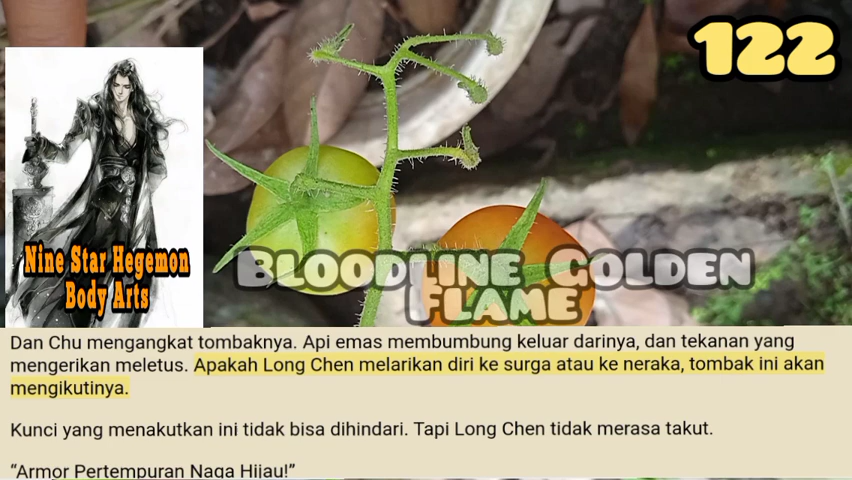 122
Nine Star Hegemon
Body Arts
Bloodline Golden
Flame
Dan Chu mengangkat tombaknya. Api emas membumbung keluar darinya, dan tekanan yang
mengerikan meletus. Apakah Long Chen melarikan diri ke surga atau ke neraka, tombak ini akan
mengikutinya.
Kunci yang menakutkan ini tidak bisa dihindari. Tapi Long Chen tidak merasa takut.
“Armor Pertempuran Naga Hijau!”